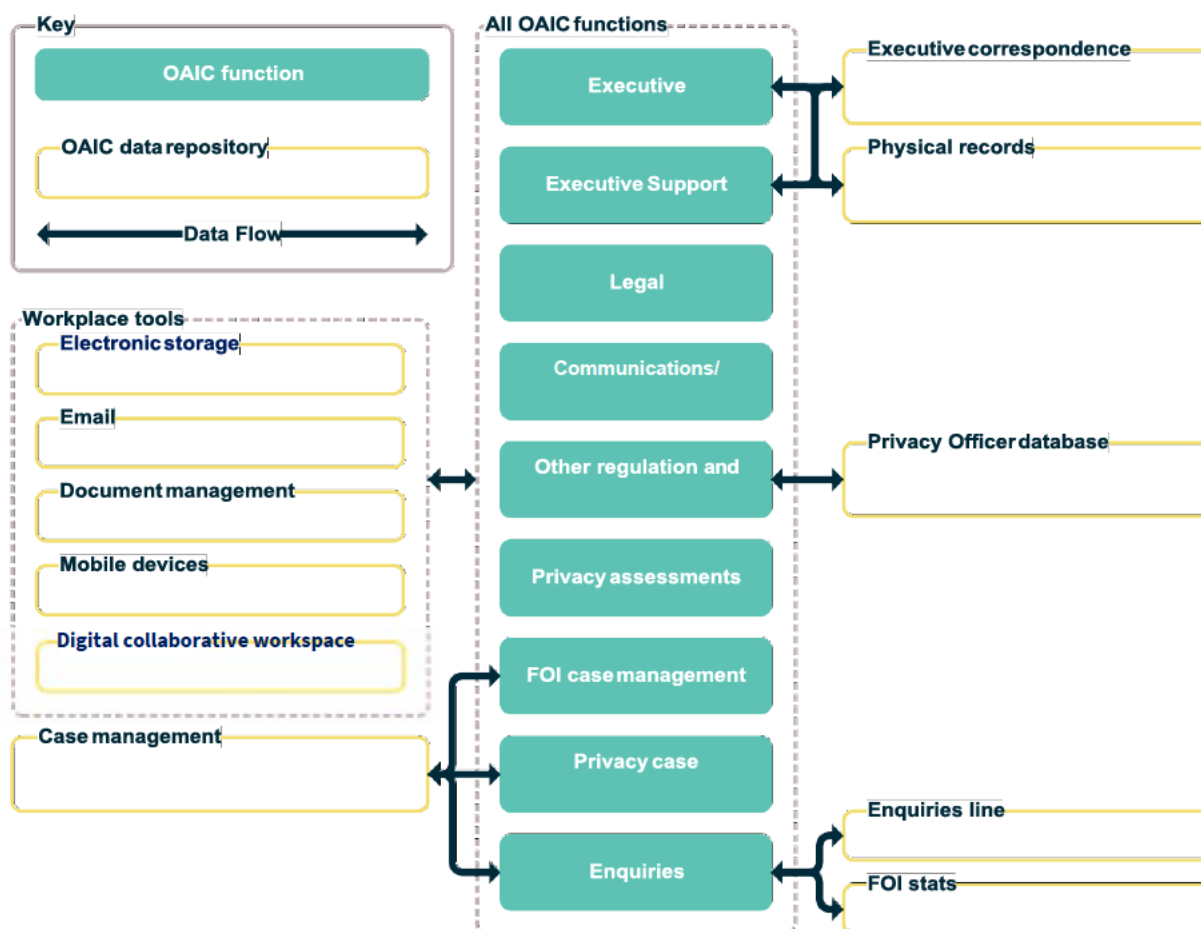 Key
OAIC function
OAIC data repository
Data Flow
Workplace tools
Electronic storage
Email
Document management
Mobile devices
Digital collaborative workspace
Case management
All OAIC functions
Executive
Executive Support
Legal
Communications/
Other regulation and
Privacy assessments
FOI case management
Privacy case
Enquiries
Executive correspondence
Physical records
Privacy Officer database
Enquiries line
FOI stats